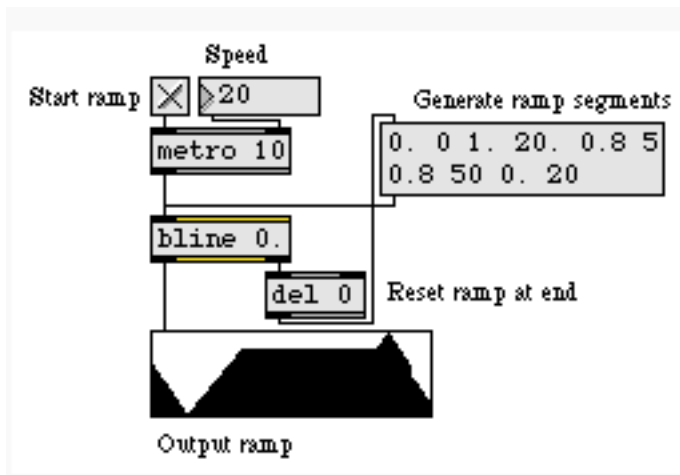 Speed
Start ramp
20
Generate ramp segments
metro 10
0. 0 1. 20. 0.8 5
0.8 50 0. 20
bline 0.
del 0
Reset ramp at end
Output ramp